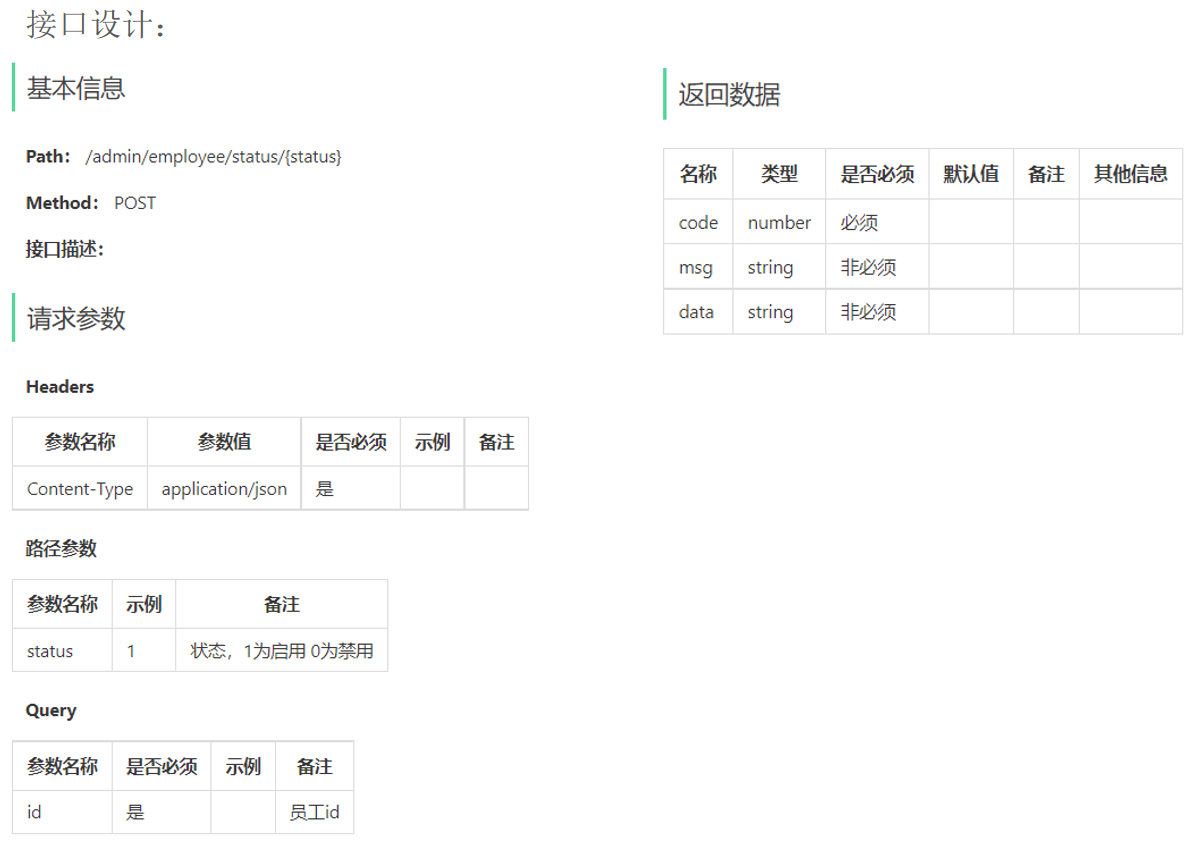 接口设计:
基本信息
Path: /admin/employee/status/{status}
Method: POST
接口描述:
请求参数
Headers
参数名称 参数值 是否必须 示例 备注
Content-Type application/json 是
路径参数
参数名称 示例 备注
status 1 状态，1为启用 0为禁用
Query
参数名称 是否必须 示例 备注
id 是 员工id
返回数据
名称 类型 是否必须 默认值 备注 其他信息
code number 必须
msg string 非必须
data string 非必须